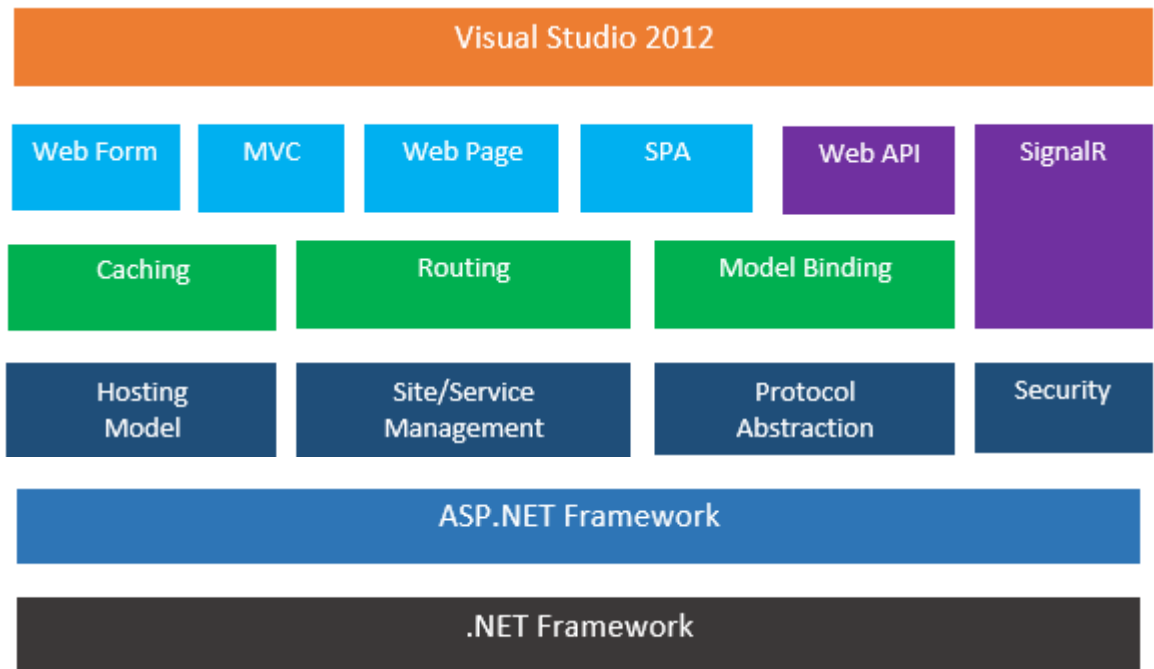 Visual Studio 2012
Web Form
MVC
Web Page
SPA
Web API
SignalR
Caching
Routing
Model Binding
Hosting
Model
Site/Service
Management
Protocol
Abstraction
Security
ASP.NET Framework
.NET Framework